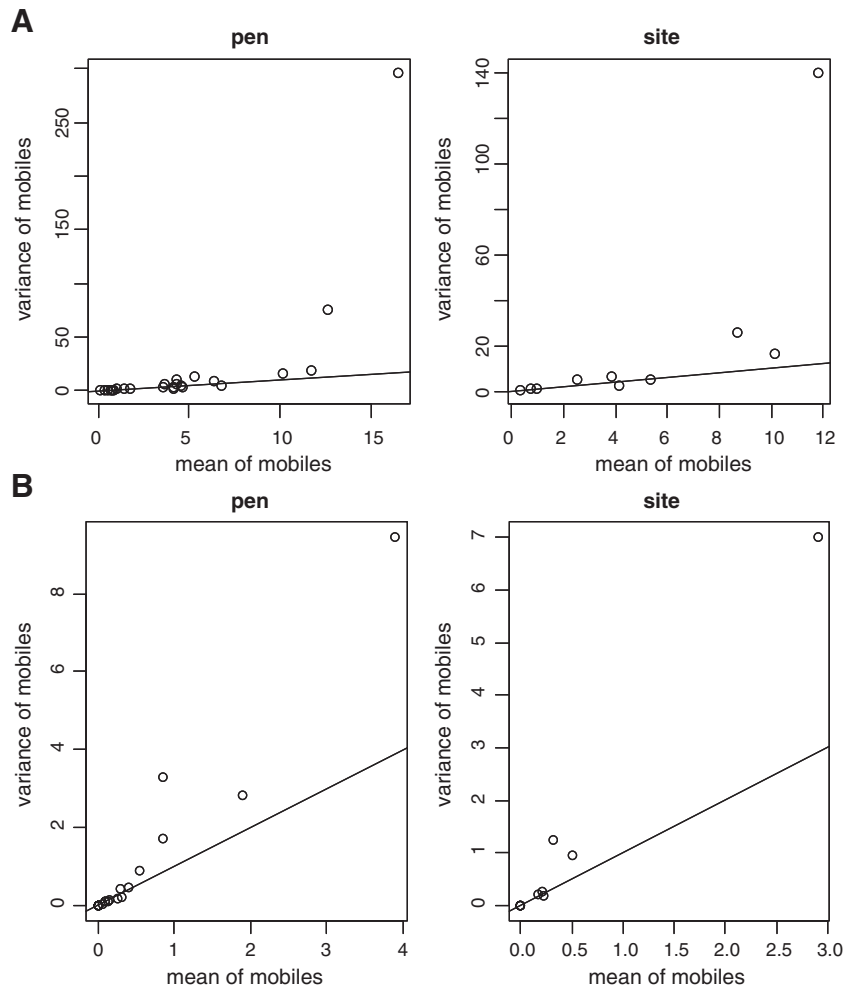 A
pen
site
variance of mobiles
0 50 150 250
0 5 10 15
mean of mobiles
variance of mobiles
0 20 60 100 140
0 2 4 6 8 10 12
mean of mobiles
B
pen
site
variance of mobiles
0 2 4 6 8
0 1 2 3 4
mean of mobiles
variance of mobiles
0 1 2 3 4 5 6 7
0.0 0.5 1.0 1.5 2.0 2.5 3.0
mean of mobiles